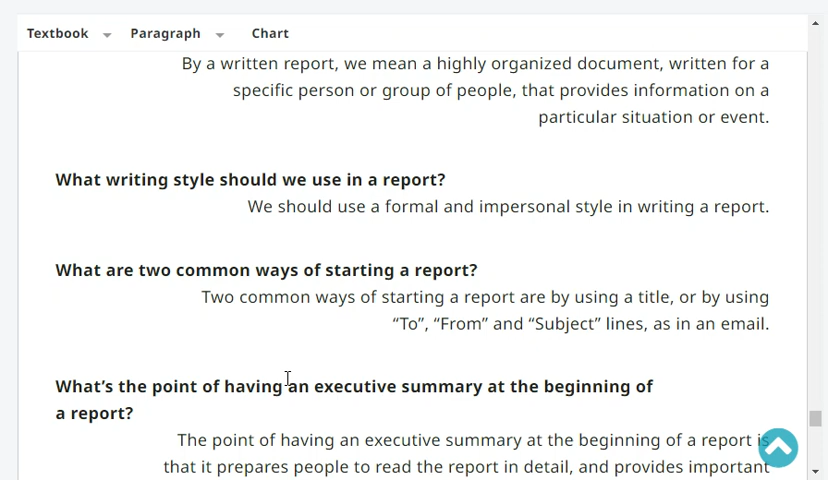 Textbook Paragraph Chart
By a written report, we mean a highly organized document, written for a
specific person or group of people, that provides information on a
particular situation or event.
What writing style should we use in a report?
We should use a formal and impersonal style in writing a report.
What are two common ways of starting a report?
Two common ways of starting a report are by using a title, or by using
“To”, “From” and “Subject” lines, as in an email.
What’s the point of having an executive summary at the beginning of
a report?
The point of having an executive summary at the beginning of a report is
that it prepares people to read the report in detail, and provides important